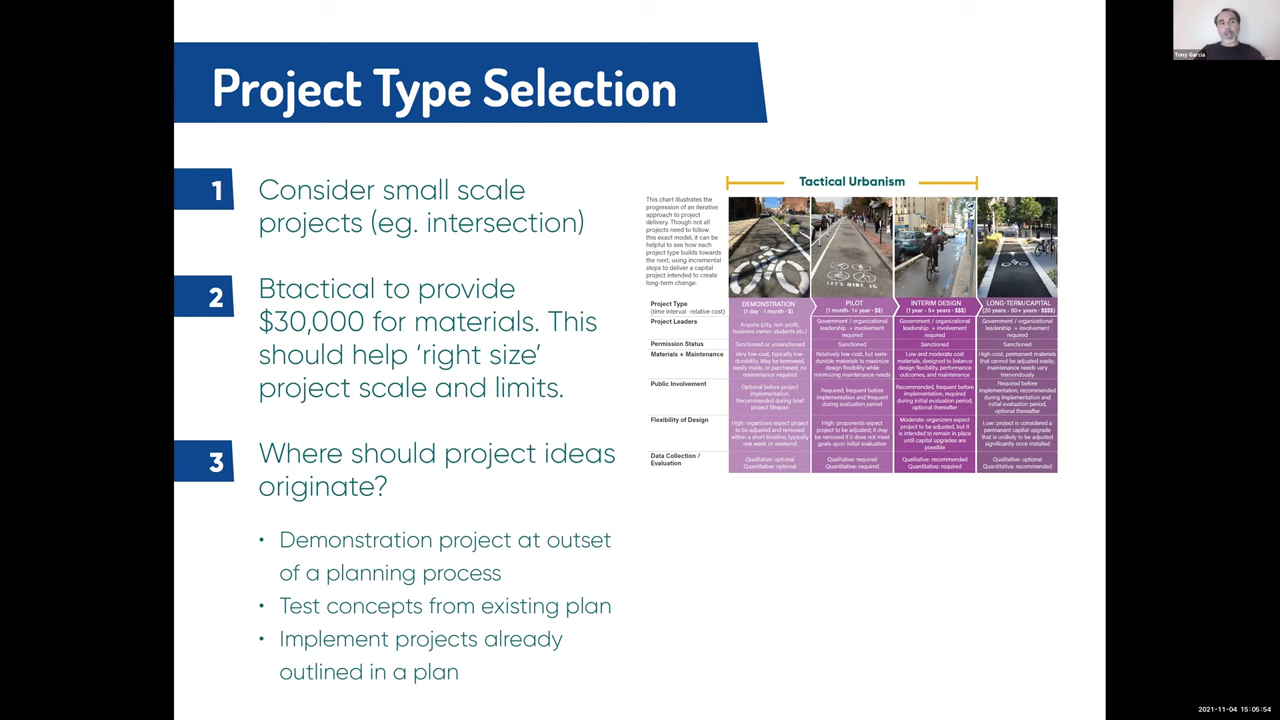 Project Type Selection
1
Consider small scale
projects (eg. intersection)
2
Btactical to provide
$30,000 for materials. This
should help ‘right size’
project scale and limits.
3
Where should project ideas
originate?
• Demonstration project at outset
of a planning process
• Test concepts from existing plan
• Implement projects already
outlined in a plan
Tactical Urbanism
This chart illustrates the
progression of an iterative
approach to project
delivery. Though not all
projects need to follow
this exact model, it can be
helpful to see how each
project type builds towards
the next, using incremental
steps to deliver a capital
project intended to create
long-term change.
LET'S RIDE
Project Type
(time interval · relative cost)
DEMONSTRATION
(1 day - 1 month · $)
PILOT
(1 month- 1+ year · $$)
INTERIM DESIGN
(1 year - 5+ years · $$$)
LONG-TERM/CAPITAL
(20 years - 50+ years · $$$$)
Project Leaders
Anyone (city, non profit,
business owner, students etc.)
Government / organizational
leadership + involvement
required
Government / organizational
leadership + involvement
required
Government / organizational
leadership + involvement
required
Permission Status
Sanctioned or unsanctioned
Sanctioned
Sanctioned
Sanctioned
Materials + Maintenance
Very low-cost, typically low-
durability. May be borrowed,
easily made, or purchased, no
maintenance required
Relatively low-cost, but semi-
durable materials to maximize
design flexibility while
minimizing maintenance needs
Low and moderate cost
materials, designed to balance
design flexibility, performance
outcomes, and maintenance
High-cost, permanent materials
that cannot be adjusted easily;
maintenance needs vary
tremendously
Public Involvement
Optional before project
implementation,
Recommended during brief
project lifespan
Required, frequent before
implementation and frequent
during evaluation period
Recommended, frequent before
implementation, required
during initial evaluation period,
optional thereafter
Required before
implementation, recommended
during implementation and
initial evaluation period,
optional thereafter
Flexibility of Design
High: organizers expect project
to be adjusted and removed
within a short timeline, typically
one week or weekend
High: proponents expect
project to be adjusted; it may
be removed if it does not meet
goals upon initial evaluation
Moderate: organizers expect
project to be adjusted, but it
is intended to remain in place
until capital upgrades are
possible
Low: project is considered a
permanent capital upgrade
that is unlikely to be adjusted
significantly once installed
Data Collection /
Evaluation
Qualitative: optional
Quantitative: optional
Qualitative: required
Quantitative: required
Qualitative: recommended
Quantitative: required
Qualitative: optional
Quantitative: recommended
Tony Garcia
2021-11-04 15:05:54